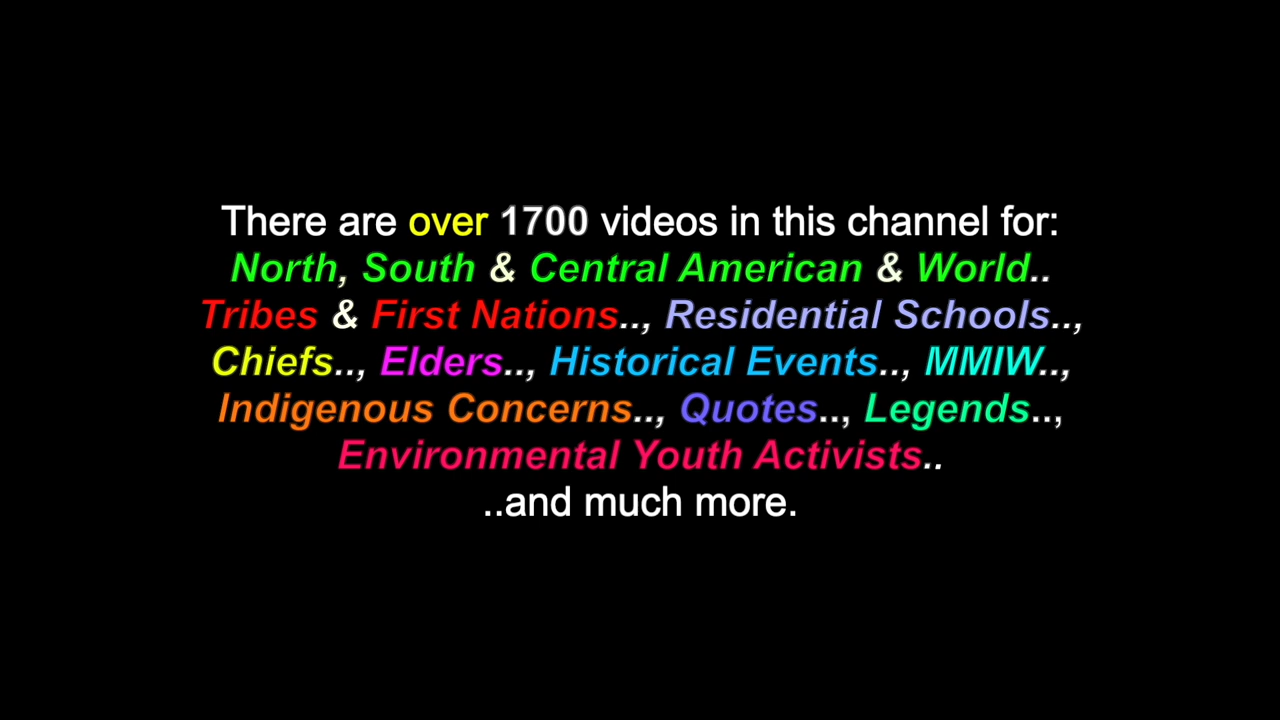 There are over 1700 videos in this channel for:
North, South & Central American & World..
Tribes & First Nations.., Residential Schools..,
Chiefs.., Elders.., Historical Events.., MMIW..,
Indigenous Concerns.., Quotes.., Legends..,
Environmental Youth Activists..
..and much more.